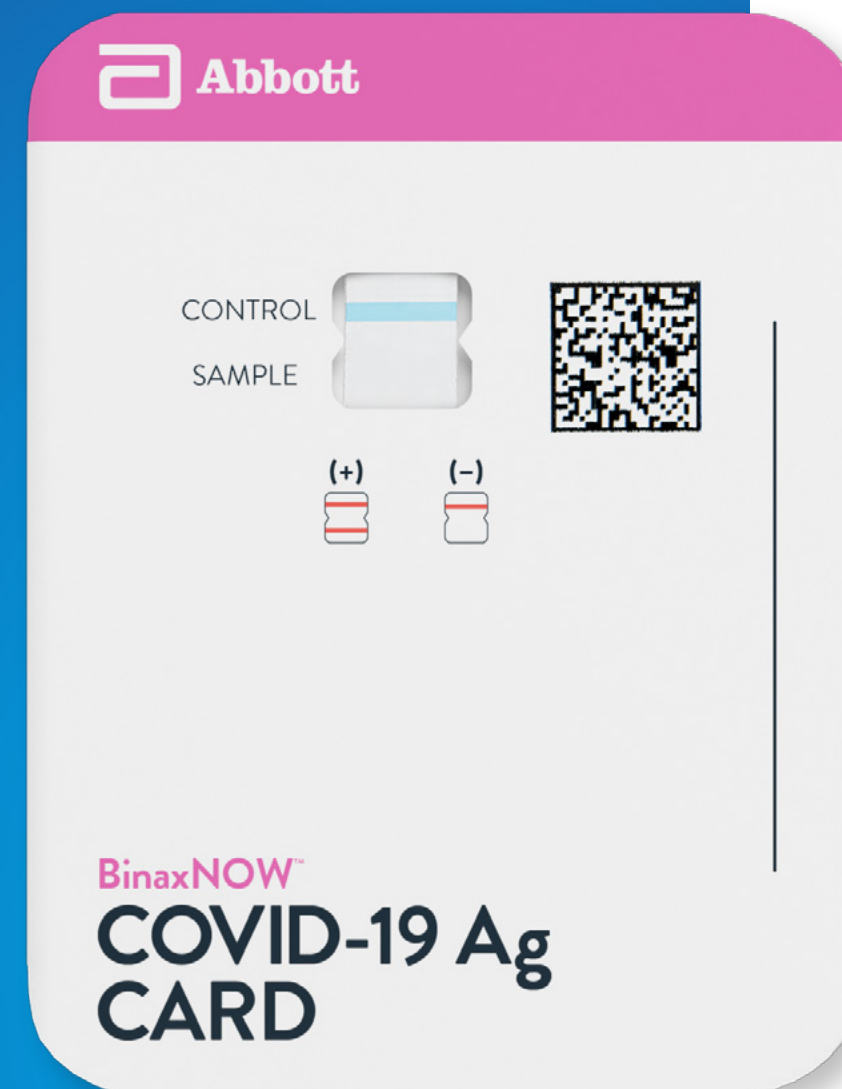 Abbott
CONTROL
SAMPLE
(+) (–)
BinaxNOW™
COVID-19 Ag
CARD